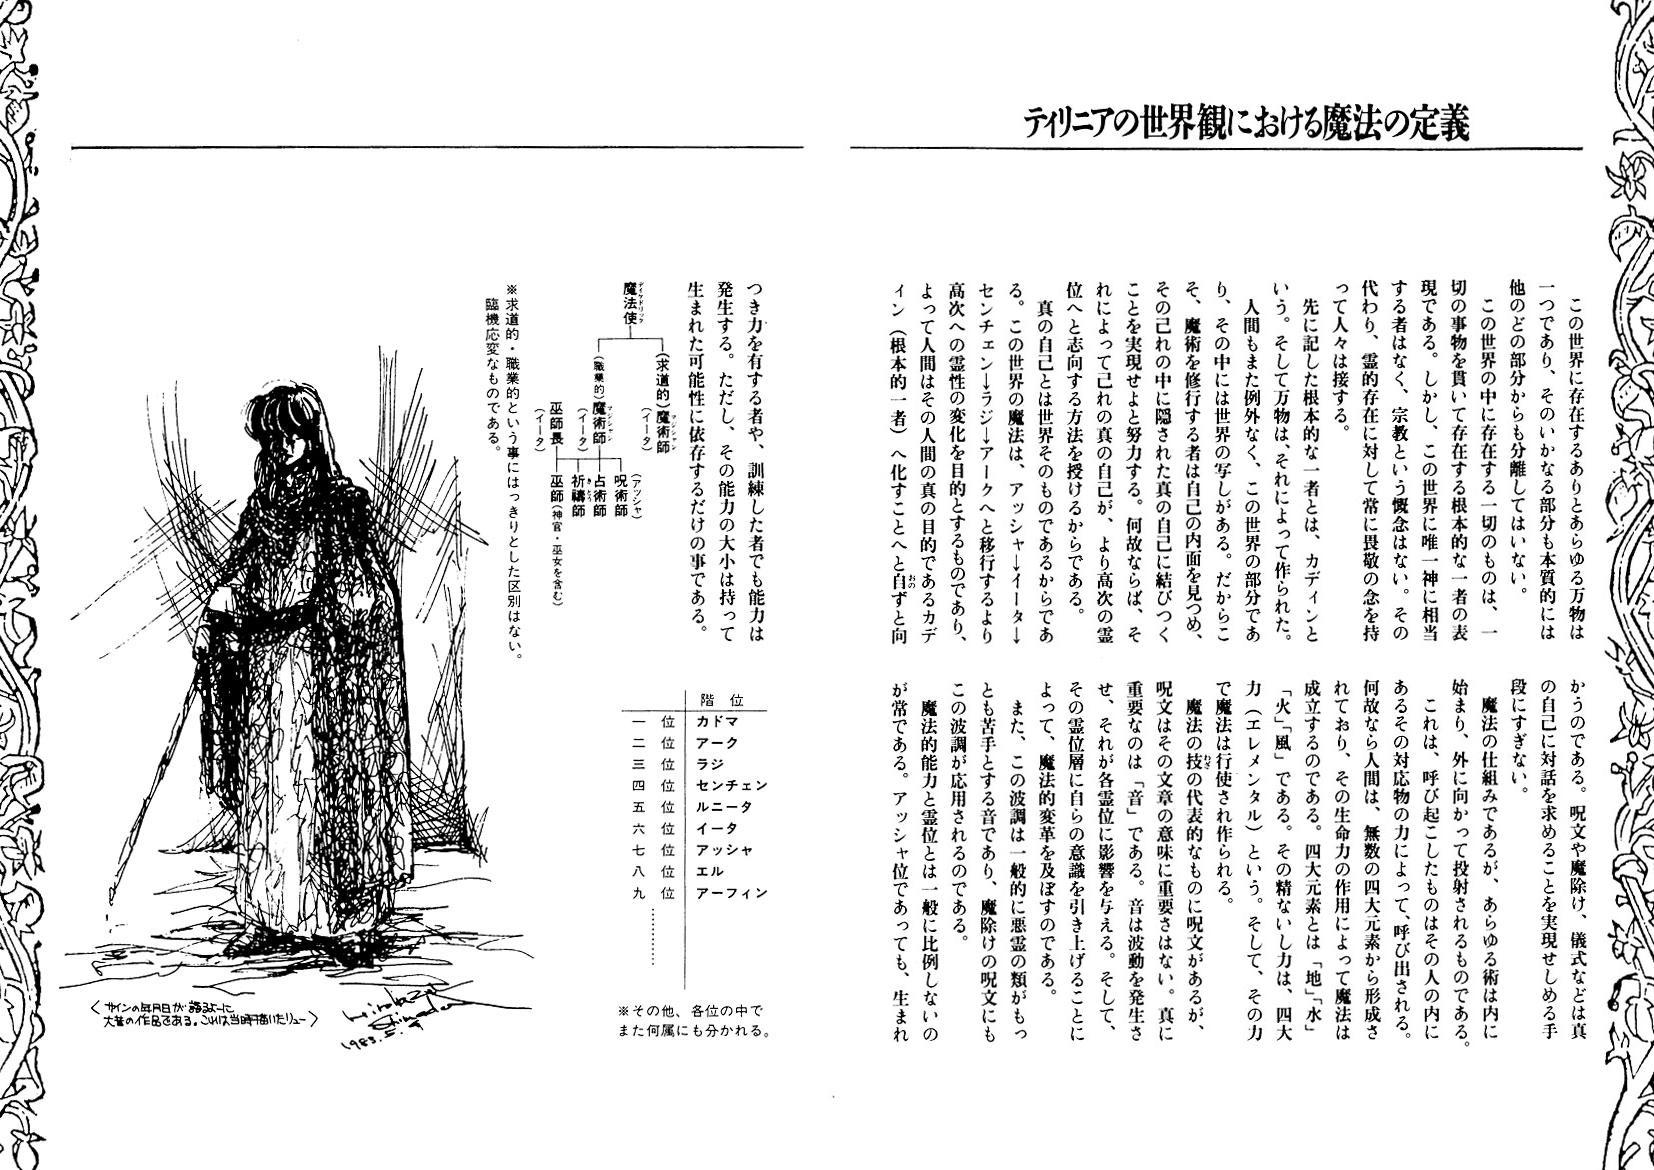 ティリニアの世界観における魔法の定義
この世界に存在するありとあらゆる万物は
一つであり、そのいかなる部分も本質的には
他のどの部分からも分離してはいない。
この世界の中に存在する一切のものは、一
切の事物を貫いて存在する根本的な一者の表
現である。しかし、この世界に唯一神に相当
する者はなく、宗教という慨念はない。その
代わり、霊的存在に対して常に畏敬の念を持
って人々は接する。
先に記した根本的な一者とは、カディンと
いう。そして万物は、それによって作られた。
人間もまた例外なく、この世界の部分であ
り、その中には世界の写しがある。だからこ
そ、魔術を修行する者は自己の内面を見つめ、
その己れの中に隠された真の自己に結びつく
ことを実現せよと努力する。何故ならば、そ
れによって己れの真の自己が、より高次の霊
位へと志向する方法を授けるからである。
真の自己とは世界そのものであるからであ
る。この世界の魔法は、アッシャ→イータ→
センチェン→ラジ→アークへと移行するより
高次への霊性の変化を目的とするものであり、
よって人間はその人間の真の目的であるカデ
ィン（根本的一者）へ化すことへと自ずと向
おの
かうのである。呪文や魔除け、儀式などは真
の自己に対話を求めることを実現せしめる手
段にすぎない。
魔法の仕組みであるが、あらゆる術は内に
始まり、外に向かって投射されるものである。
これは、呼び起こしたものはその人の内に
あるその対応物の力によって、呼び出される。
何故なら人間は、無数の四大元素から形成さ
れており、その生命力の作用によって魔法は
成立するのである。四大元素とは「地」「水」
「火」「風」である。その精ないし力は、四大
力（エレメンタル）という。そして、その力
で魔法は行使され作られる。
魔法の技の代表的なものに呪文があるが、
わざ
呪文はその文章の意味に重要さはない。真に
重要なのは「音」である。音は波動を発生さ
せ、それが各霊位に影響を与える。そして、
その霊位層に自らの意識を引き上げることに
よって、魔法的変革を及ぼすのである。
また、この波調は一般的に悪霊の類がもっ
とも苦手とする音であり、魔除けの呪文にも
この波調が応用されるのである。
魔法的能力と霊位とは一般に比例しないの
が常である。アッシャ位であっても、生まれ
つき力を有する者や、訓練した者でも能力は
発生する。ただし、その能力の大小は持って
生まれた可能性に依存するだけの事である。
魔法使
（求道的）魔術師
マジシャン
（イータ）
（職業的）魔術師
マジシャン
（イータ）
（アッシャ）
呪術師
占術師
祈禱師
きとう
巫師長
（イータ）
巫師（神官・巫女を含む）
※求道的・職業的という事にはっきりとした区別はない。
臨機応変なものである。
階　位
一　位　カドマ
二　位　アーク
三　位　ラジ
四　位　センチェン
五　位　ルニータ
六　位　イータ
七　位　アッシャ
八　位　エル
九　位　アーフィン
…………
※その他、各位の中で
また何属にも分かれる。
1983.
〈サインの年月日が語るように
大昔の作品である。これは当時描いたリュー〉